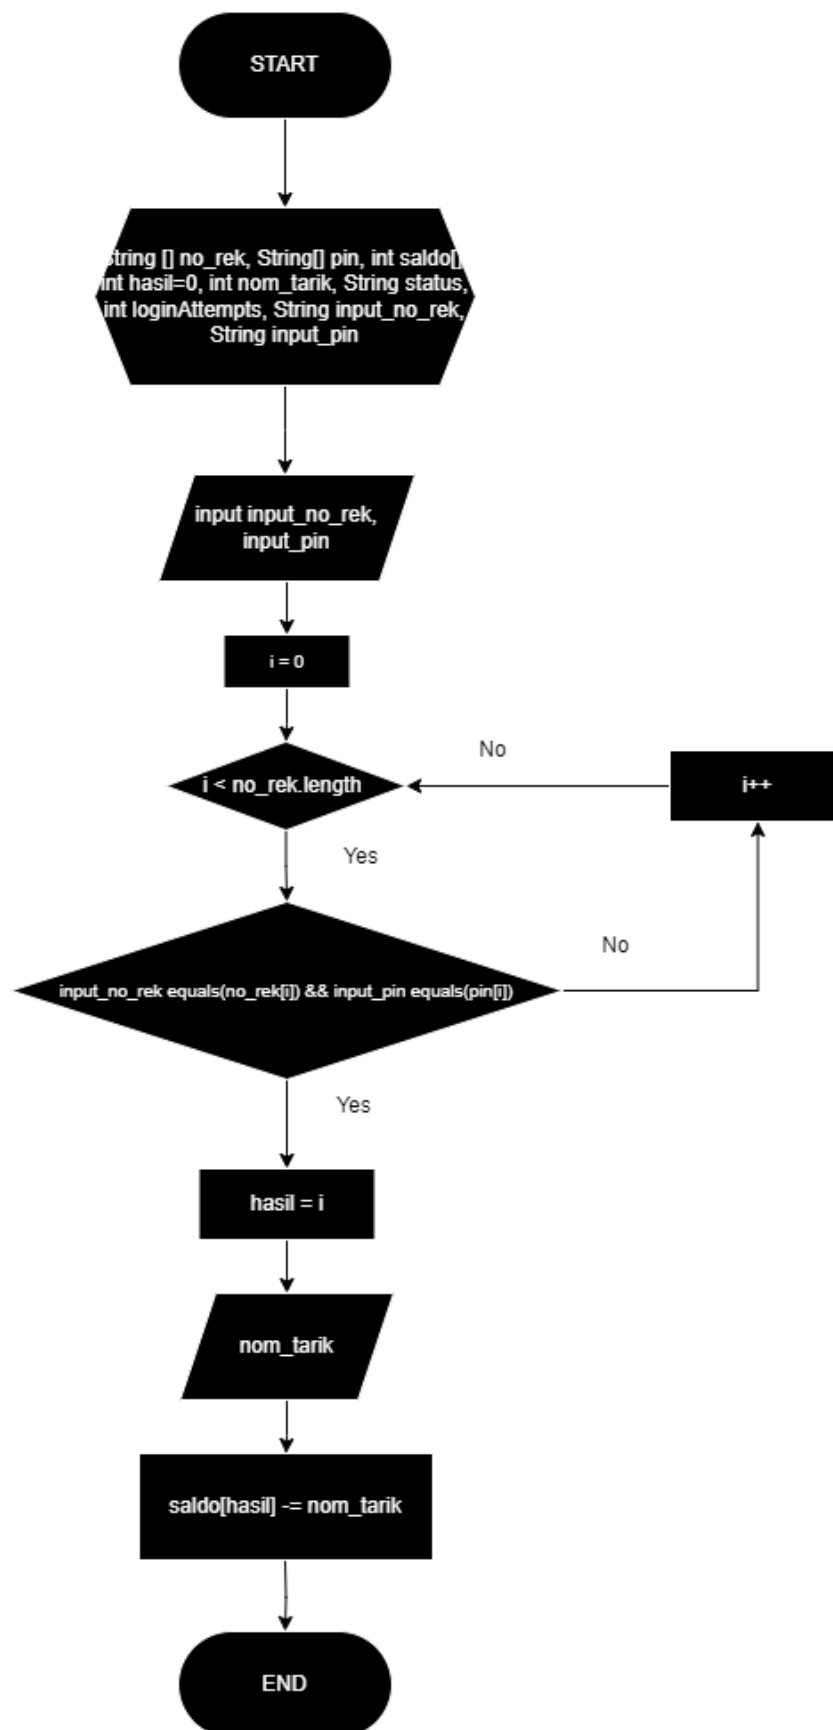 START
String [] no_rek, String[] pin, int saldo[],
int hasil=0, int nom_tarik, String status,
int loginAttempts, String input_no_rek,
String input_pin
input input_no_rek,
input_pin
i = 0
No
i < no_rek.length
i++
Yes
No
input_no_rek equals(no_rek[i]) && input_pin equals(pin[i])
Yes
hasil = i
nom_tarik
saldo[hasil] -= nom_tarik
END